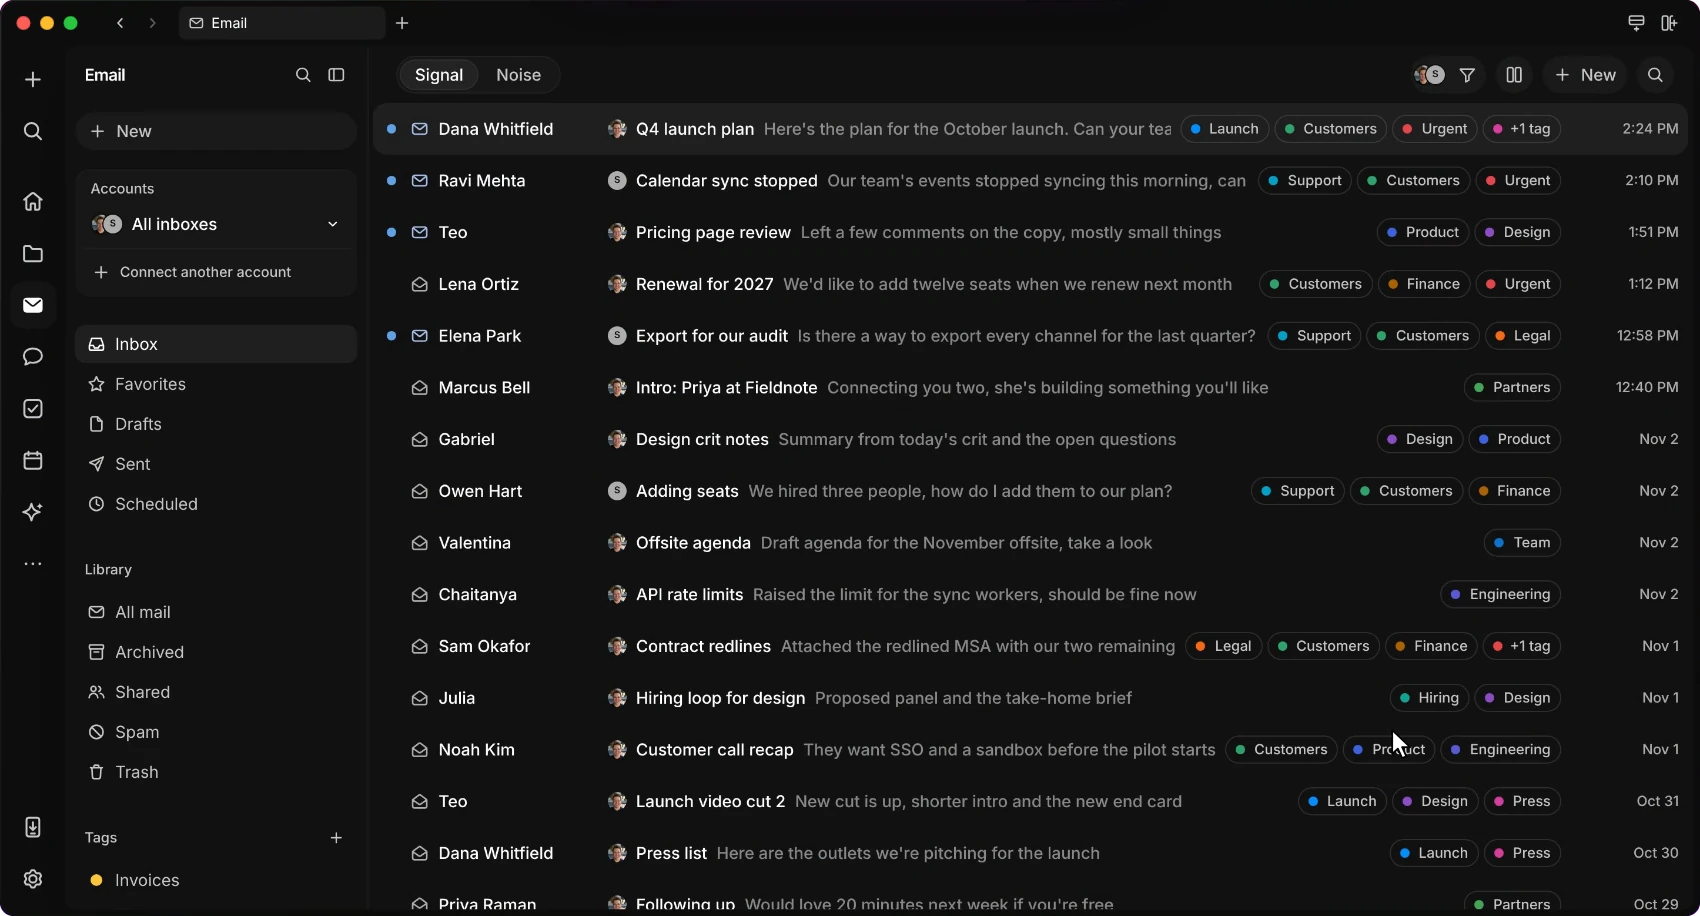 Email
Email
New
Accounts
S All inboxes
Connect another account
Inbox
Favorites
Drafts
Sent
Scheduled
Library
All mail
Archived
Shared
Spam
Trash
Tags
Invoices
Signal Noise S New
Dana Whitfield Q4 launch plan Here's the plan for the October launch. Can your tea Launch Customers Urgent +1 tag 2:24 PM
Ravi Mehta S Calendar sync stopped Our team's events stopped syncing this morning, can Support Customers Urgent 2:10 PM
Teo Pricing page review Left a few comments on the copy, mostly small things Product Design 1:51 PM
Lena Ortiz Renewal for 2027 We'd like to add twelve seats when we renew next month Customers Finance Urgent 1:12 PM
Elena Park S Export for our audit Is there a way to export every channel for the last quarter? Support Customers Legal 12:58 PM
Marcus Bell Intro: Priya at Fieldnote Connecting you two, she's building something you'll like Partners 12:40 PM
Gabriel Design crit notes Summary from today's crit and the open questions Design Product Nov 2
Owen Hart S Adding seats We hired three people, how do I add them to our plan? Support Customers Finance Nov 2
Valentina Offsite agenda Draft agenda for the November offsite, take a look Team Nov 2
Chaitanya API rate limits Raised the limit for the sync workers, should be fine now Engineering Nov 2
Sam Okafor Contract redlines Attached the redlined MSA with our two remaining Legal Customers Finance +1 tag Nov 1
Julia Hiring loop for design Proposed panel and the take-home brief Hiring Design Nov 1
Noah Kim Customer call recap They want SSO and a sandbox before the pilot starts Customers Product Engineering Nov 1
Teo Launch video cut 2 New cut is up, shorter intro and the new end card Launch Design Press Oct 31
Dana Whitfield Press list Here are the outlets we're pitching for the launch Launch Press Oct 30
Priya Raman Following up Would love 20 minutes next week if you're free Partners Oct 29